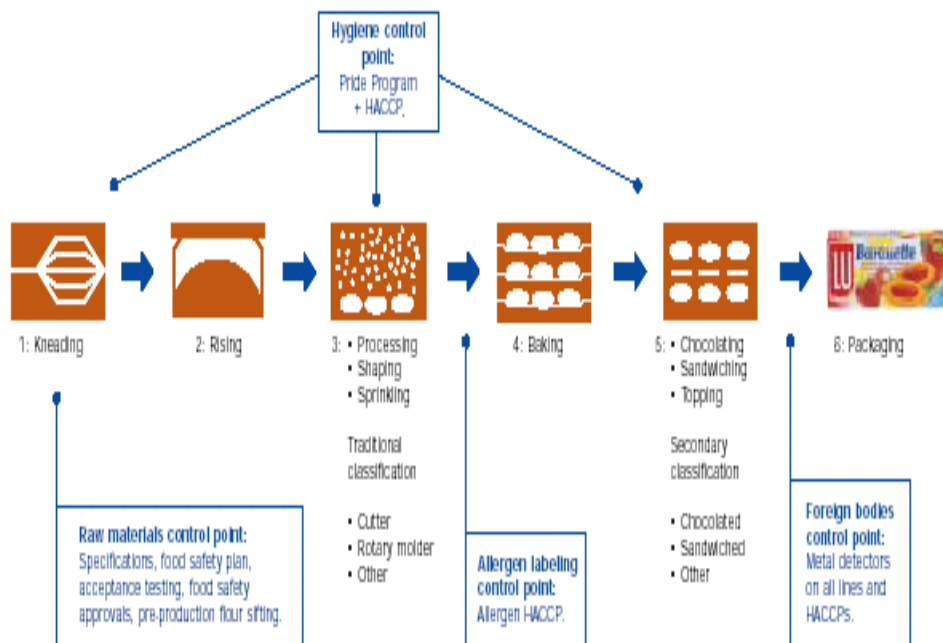 Hygiene control
point:
Pride Program
+ HACCP.
LU
Barquette
1: Kneading
2: Rising
3: • Processing
• Shaping
• Sprinkling
Traditional
classification
• Cutter
• Rotary molder
• Other
4: Baking
5: • Chocolating
• Sandwiching
• Topping
Secondary
classification
• Chocolated
• Sandwiched
• Other
6: Packaging
Raw materials control point:
Specifications, food safety plan,
acceptance testing, food safety
approvals, pre-production flour sifting.
Allergen labeling
control point:
Allergen HACCP.
Foreign bodies
control point:
Metal detectors
on all lines and
HACCPs.